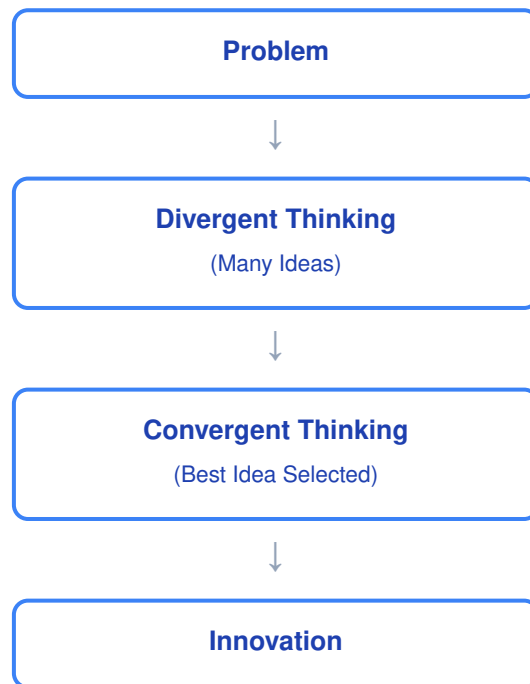 Problem
↓
Divergent Thinking
(Many Ideas)
↓
Convergent Thinking
(Best Idea Selected)
↓
Innovation